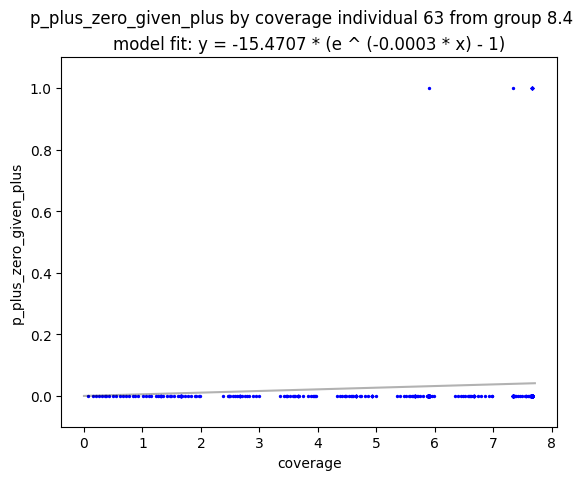 p_plus_zero_given_plus by coverage individual 63 from group 8.4
model fit: y = -15.4707 * (e ^ (-0.0003 * x) - 1)
1.0
0.8
0.6
0.4
0.2
0.0
p_plus_zero_given_plus
0 1 2 3 4 5 6 7 8
coverage